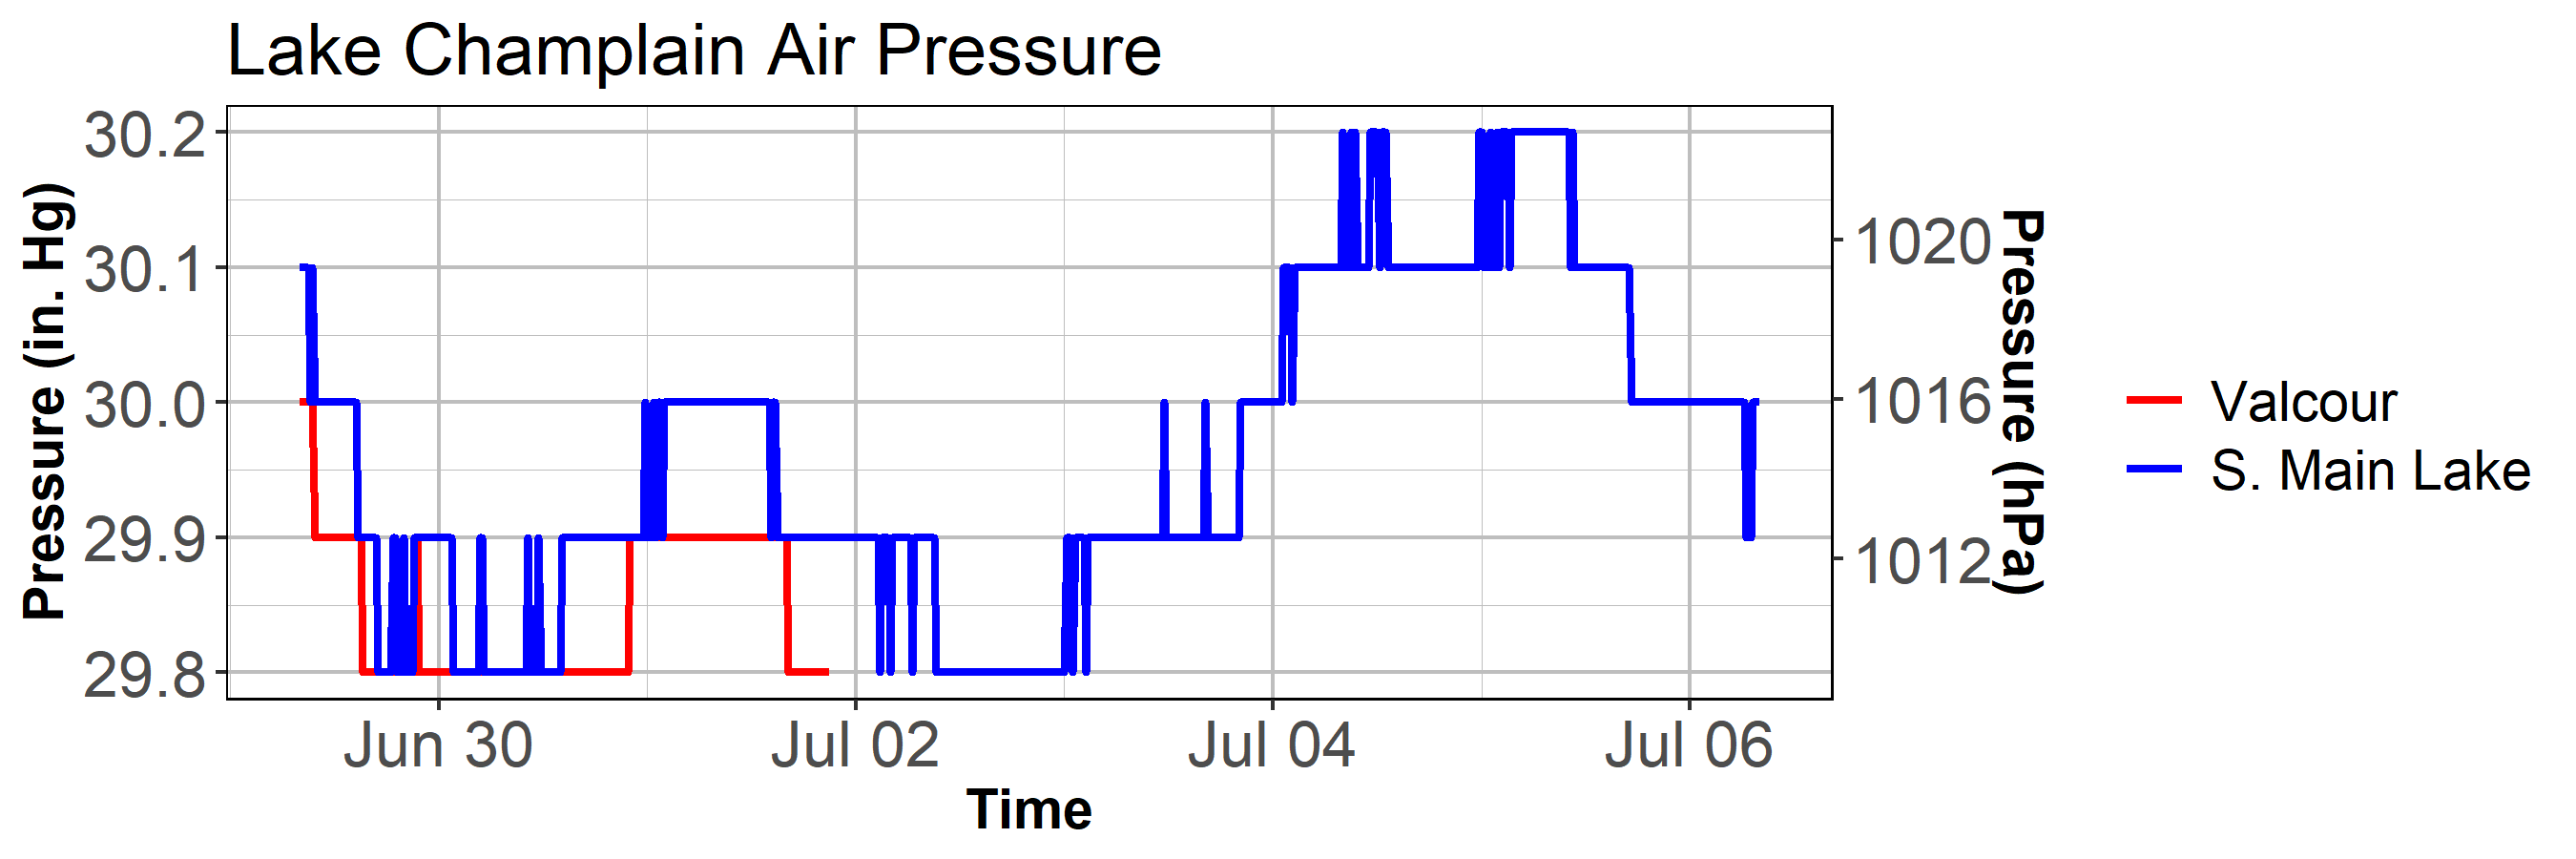 Lake Champlain Air Pressure
Pressure (in. Hg)
30.2
30.1
30.0
29.9
29.8
Jun 30
Jul 02
Jul 04
Jul 06
Time
1020
1016
1012
Pressure (hPa)
Valcour
S. Main Lake